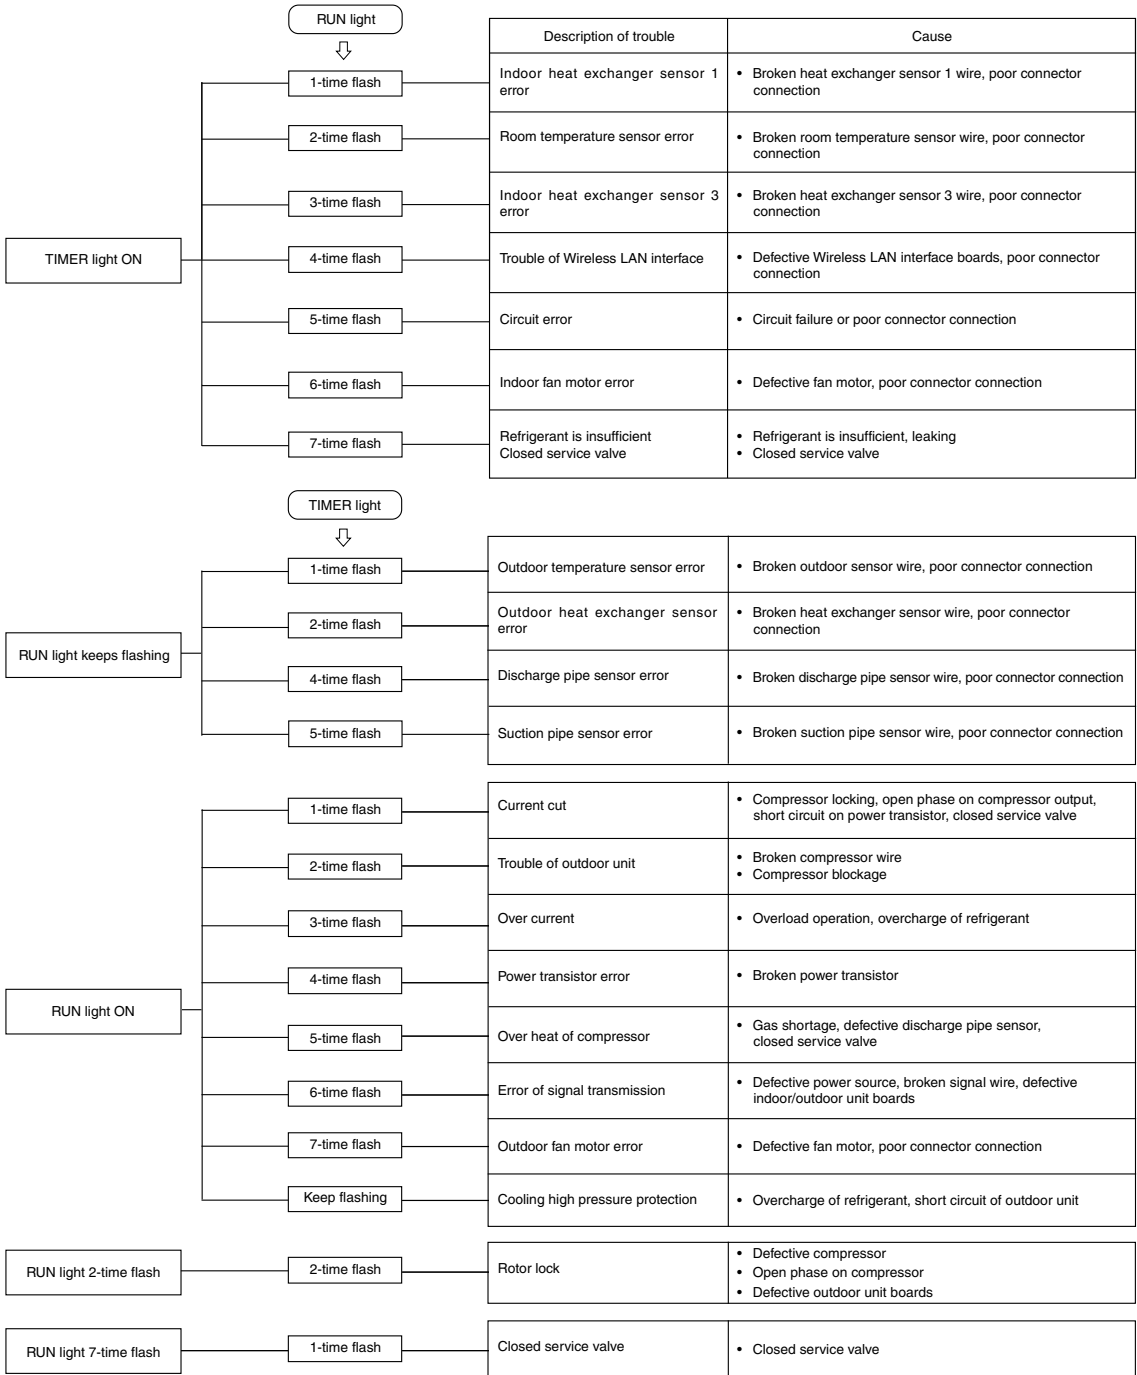 RUN light
Description of trouble
Cause
1-time flash
Indoor heat exchanger sensor 1
error
• Broken heat exchanger sensor 1 wire, poor connector
connection
2-time flash
Room temperature sensor error
• Broken room temperature sensor wire, poor connector
connection
3-time flash
Indoor heat exchanger sensor 3
error
• Broken heat exchanger sensor 3 wire, poor connector
connection
TIMER light ON
4-time flash
Trouble of Wireless LAN interface
• Defective Wireless LAN interface boards, poor connector
connection
5-time flash
Circuit error
• Circuit failure or poor connector connection
6-time flash
Indoor fan motor error
• Defective fan motor, poor connector connection
7-time flash
Refrigerant is insufficient
Closed service valve
• Refrigerant is insufficient, leaking
• Closed service valve
TIMER light
1-time flash
Outdoor temperature sensor error
• Broken outdoor sensor wire, poor connector connection
2-time flash
Outdoor heat exchanger sensor
error
• Broken heat exchanger sensor wire, poor connector
connection
RUN light keeps flashing
4-time flash
Discharge pipe sensor error
• Broken discharge pipe sensor wire, poor connector connection
5-time flash
Suction pipe sensor error
• Broken suction pipe sensor wire, poor connector connection
1-time flash
Current cut
• Compressor locking, open phase on compressor output,
short circuit on power transistor, closed service valve
2-time flash
Trouble of outdoor unit
• Broken compressor wire
• Compressor blockage
3-time flash
Over current
• Overload operation, overcharge of refrigerant
4-time flash
Power transistor error
• Broken power transistor
RUN light ON
5-time flash
Over heat of compressor
• Gas shortage, defective discharge pipe sensor,
closed service valve
6-time flash
Error of signal transmission
• Defective power source, broken signal wire, defective
indoor/outdoor unit boards
7-time flash
Outdoor fan motor error
• Defective fan motor, poor connector connection
Keep flashing
Cooling high pressure protection
• Overcharge of refrigerant, short circuit of outdoor unit
RUN light 2-time flash
2-time flash
Rotor lock
• Defective compressor
• Open phase on compressor
• Defective outdoor unit boards
RUN light 7-time flash
1-time flash
Closed service valve
• Closed service valve